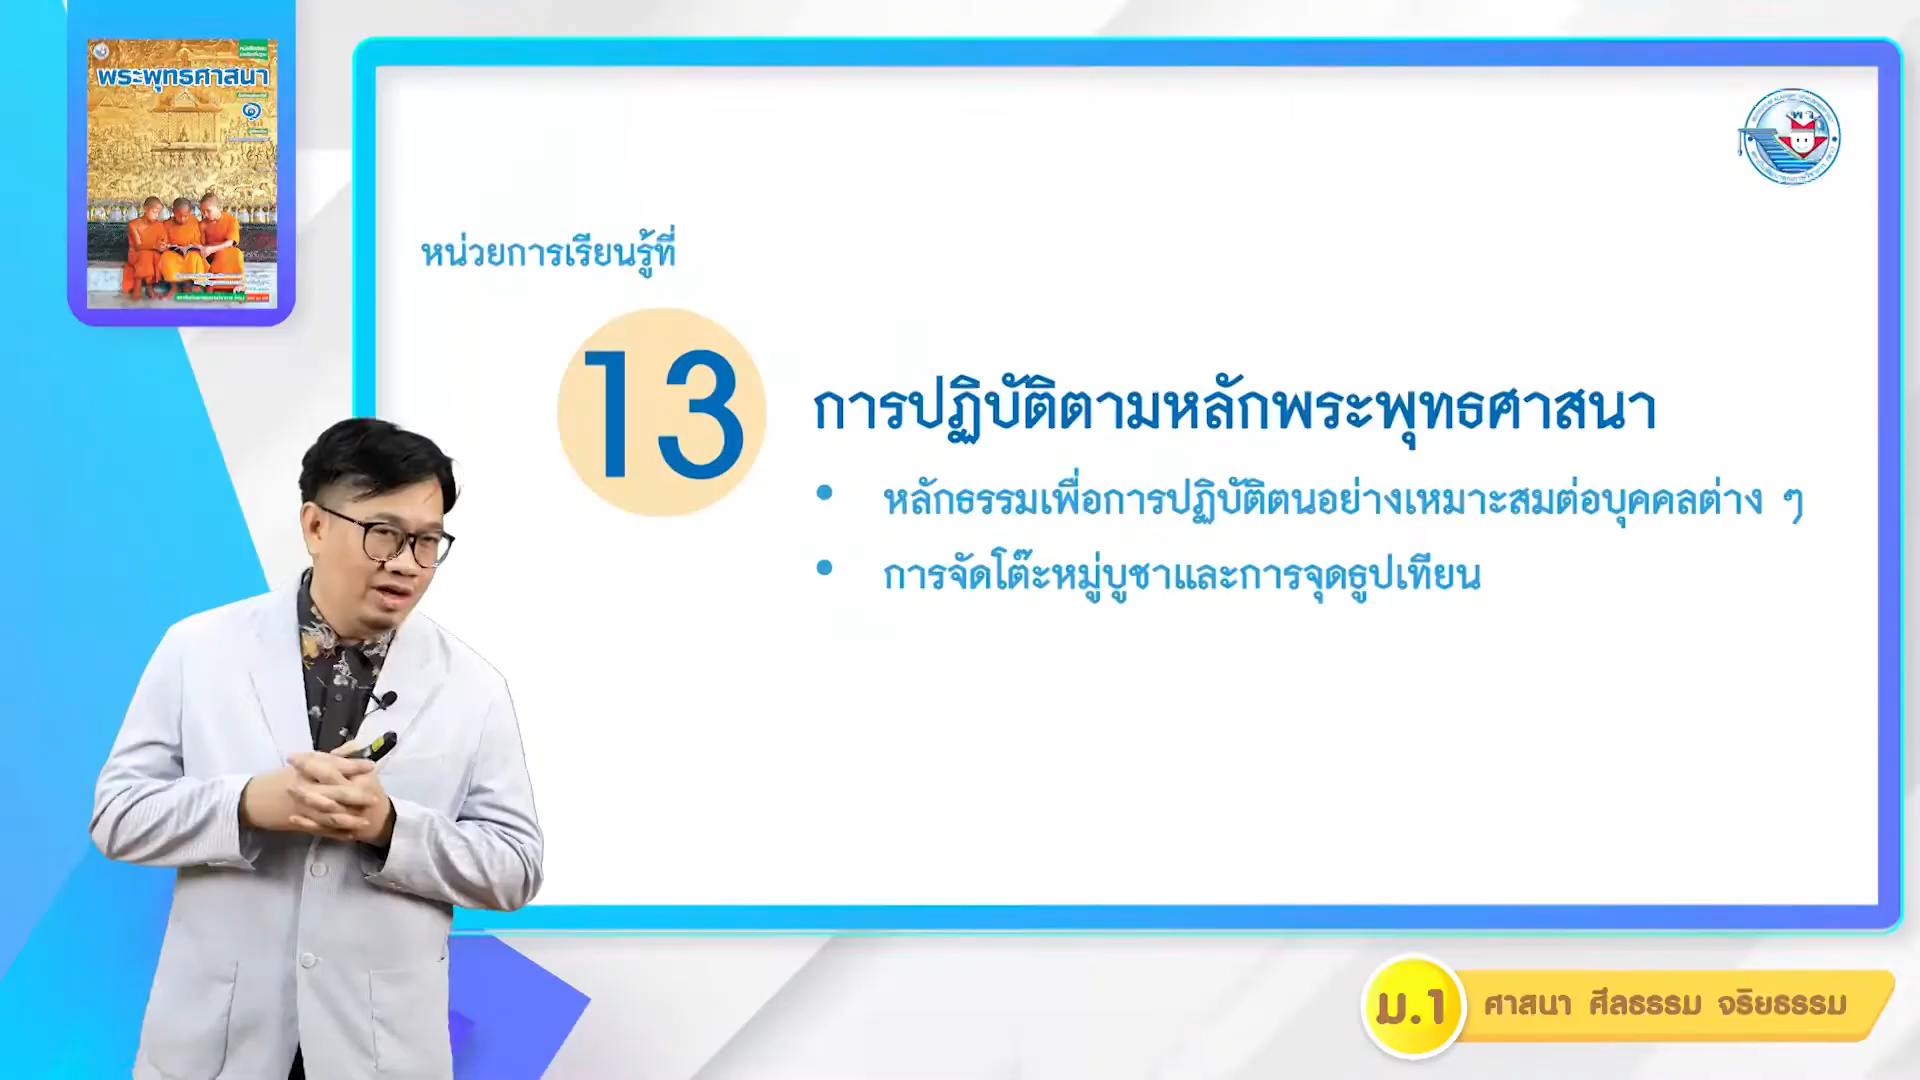 พระพุทธศาสนา
๑
หน่วยการเรียนรู้ที่
13
การปฏิบัติตามหลักพระพุทธศาสนา
• หลักธรรมเพื่อการปฏิบัติตนอย่างเหมาะสมต่อบุคคลต่าง ๆ
• การจัดโต๊ะหมู่บูชาและการจุดธูปเทียน
พว
ม.1 ศาสนา ศีลธรรม จริยธรรม